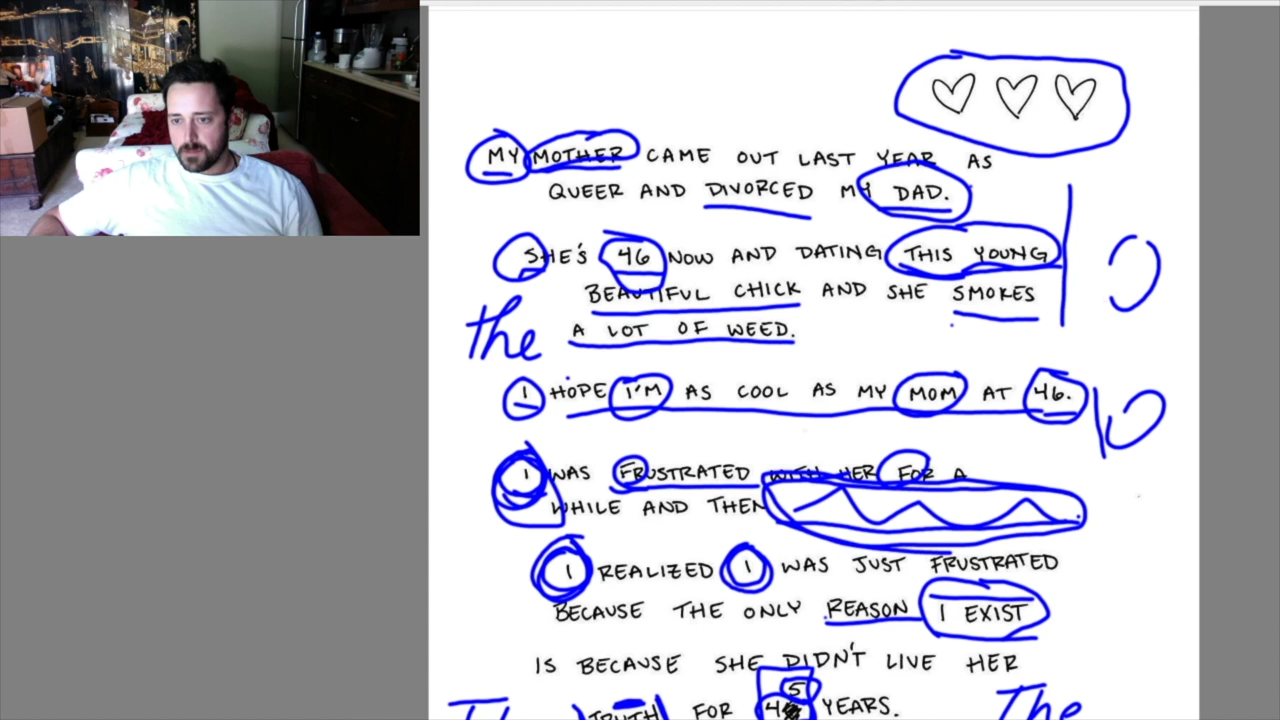 MY MOTHER CAME OUT LAST YEAR AS
QUEER AND DIVORCED MY DAD.
SHE'S 46 NOW AND DATING THIS YOUNG
BEAUTIFUL CHICK AND SHE SMOKES
the A LOT OF WEED.
I HOPE I'M AS COOL AS MY MOM AT 46.
I WAS FRUSTRATED WITH HER FOR A
WHILE AND THEN
I REALIZED I WAS JUST FRUSTRATED
BECAUSE THE ONLY REASON I EXIST
IS BECAUSE SHE DIDN'T LIVE HER
TRUTH FOR 45 YEARS. The